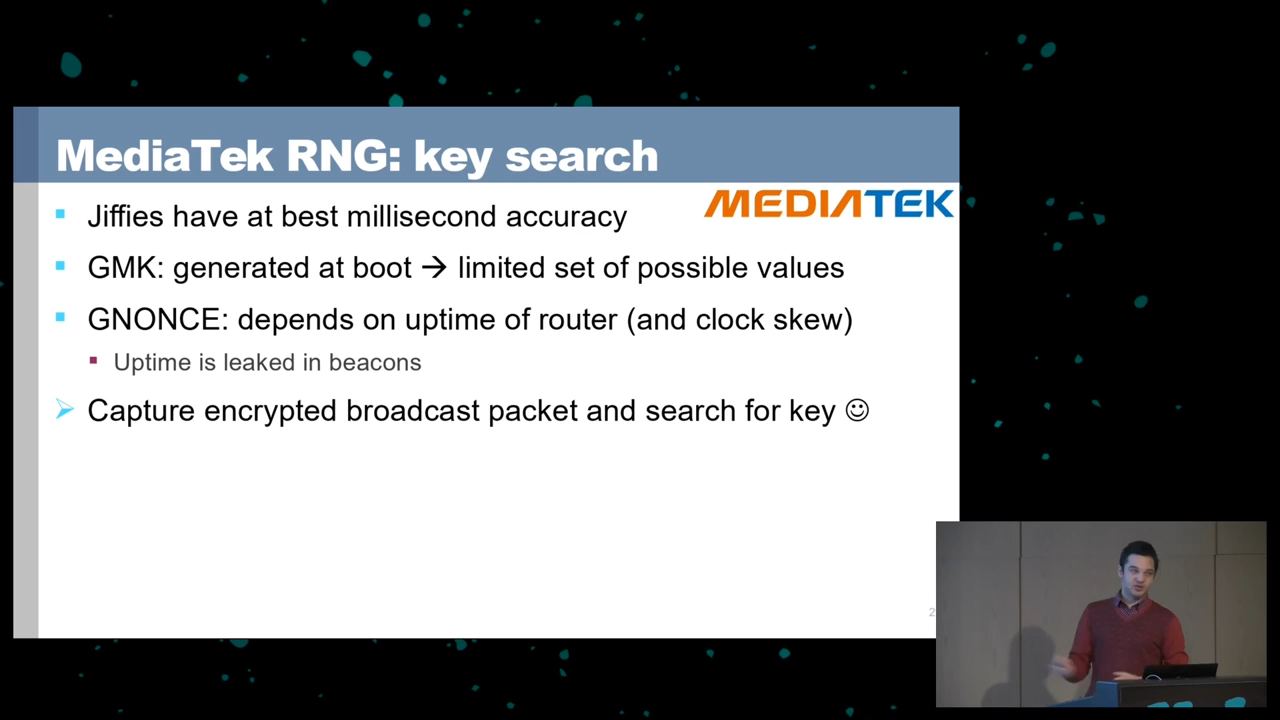 MediaTek RNG: key search
MEDIATEK
Jiffies have at best millisecond accuracy
GMK: generated at boot → limited set of possible values
GNONCE: depends on uptime of router (and clock skew)
Uptime is leaked in beacons
Capture encrypted broadcast packet and search for key ☺
2